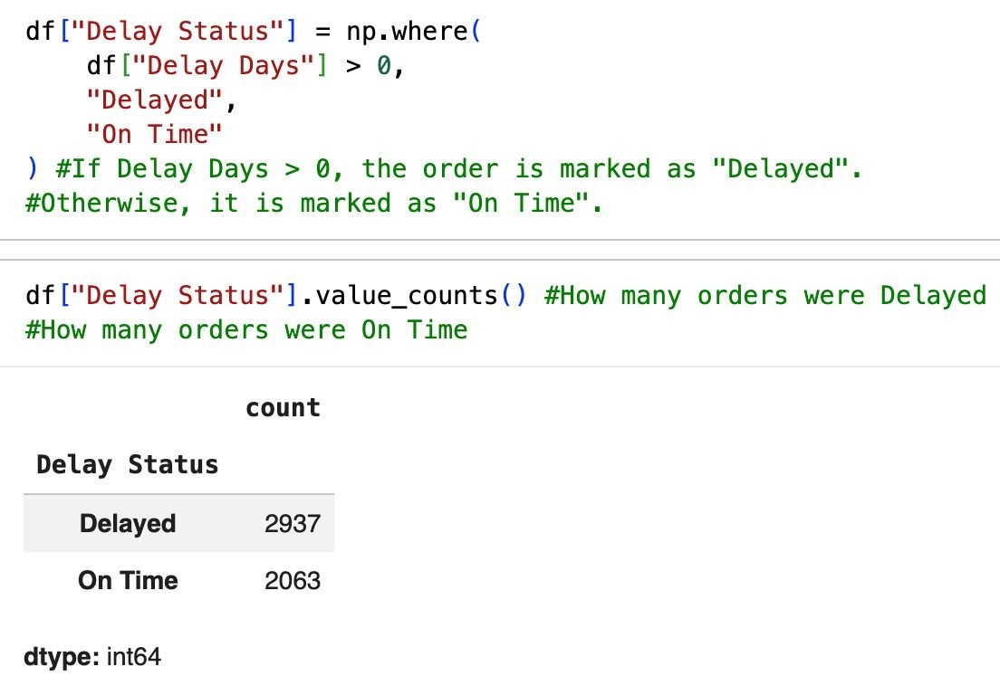 df["Delay Status"] = np.where(
    df["Delay Days"] > 0,
    "Delayed",
    "On Time"
) #If Delay Days > 0, the order is marked as "Delayed".
#Otherwise, it is marked as "On Time".
df["Delay Status"].value_counts() #How many orders were Delayed
#How many orders were On Time
count
Delay Status
Delayed 2937
On Time 2063
dtype: int64